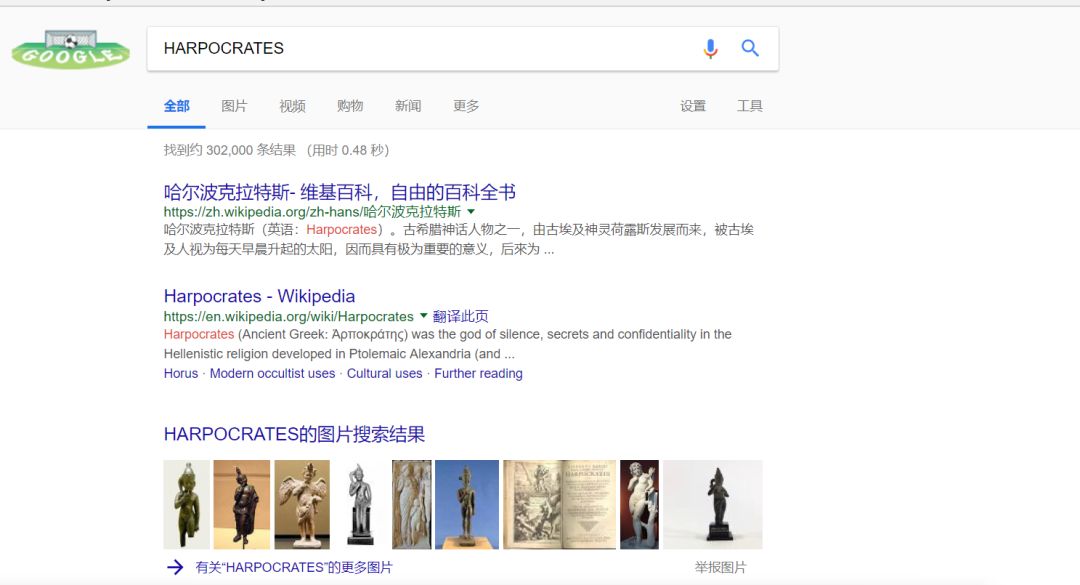 GOOGLE
HARPOCRATES
全部 图片 视频 购物 新闻 更多 设置 工具
找到约 302,000 条结果 （用时 0.48 秒）
哈尔波克拉特斯- 维基百科，自由的百科全书
https://zh.wikipedia.org/zh-hans/哈尔波克拉特斯
哈尔波克拉特斯（英语：Harpocrates）。古希腊神话人物之一，由古埃及神灵荷露斯发展而来，被古埃
及人视为每天早晨升起的太阳，因而具有极为重要的意义，后來为 ...
Harpocrates - Wikipedia
https://en.wikipedia.org/wiki/Harpocrates 翻译此页
Harpocrates (Ancient Greek: Ἁρποκράτης) was the god of silence, secrets and confidentiality in the
Hellenistic religion developed in Ptolemaic Alexandria (and ...
Horus · Modern occultist uses · Cultural uses · Further reading
HARPOCRATES的图片搜索结果
HARPOCRATES
有关“HARPOCRATES”的更多图片 举报图片